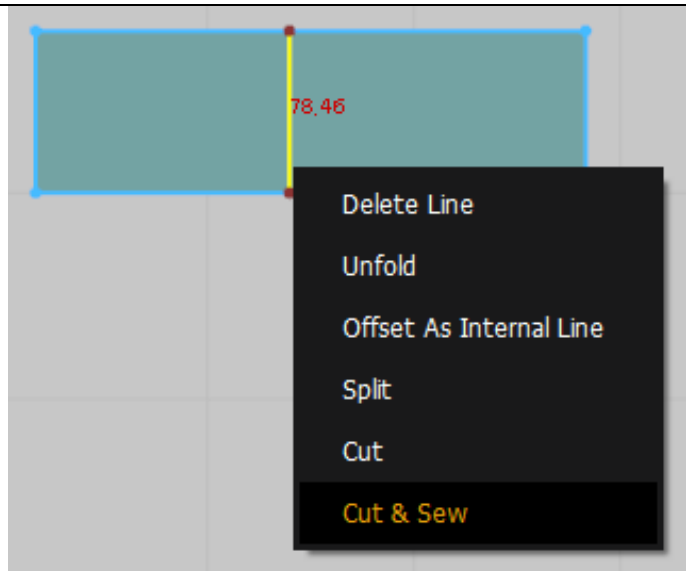 78.46
Delete Line
Unfold
Offset As Internal Line
Split
Cut
Cut & Sew